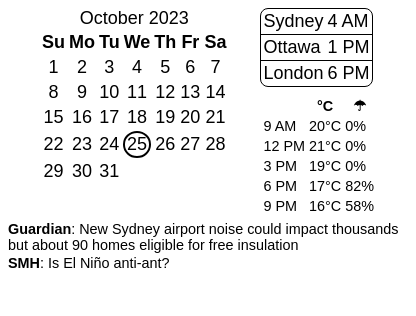 October 2023
Su Mo Tu We Th Fr Sa
1 2 3 4 5 6 7
8 9 10 11 12 13 14
15 16 17 18 19 20 21
22 23 24 25 26 27 28
29 30 31
Sydney 4 AM
Ottawa 1 PM
London 6 PM
°C ☂
9 AM 20°C 0%
12 PM 21°C 0%
3 PM 19°C 0%
6 PM 17°C 82%
9 PM 16°C 58%
Guardian: New Sydney airport noise could impact thousands
but about 90 homes eligible for free insulation
SMH: Is El Niño anti-ant?